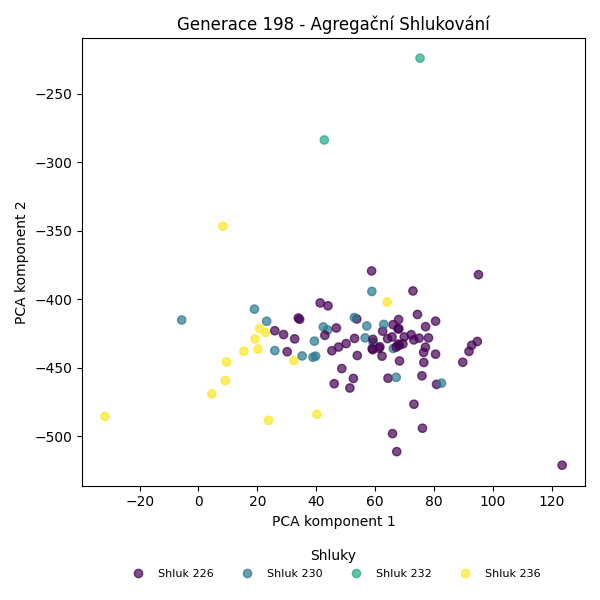 Generace 198 - Agregační Shlukování
PCA komponent 2
−250
−300
−350
−400
−450
−500
−20
0
20
40
60
80
100
120
PCA komponent 1
Shluky
Shluk 226
Shluk 230
Shluk 232
Shluk 236